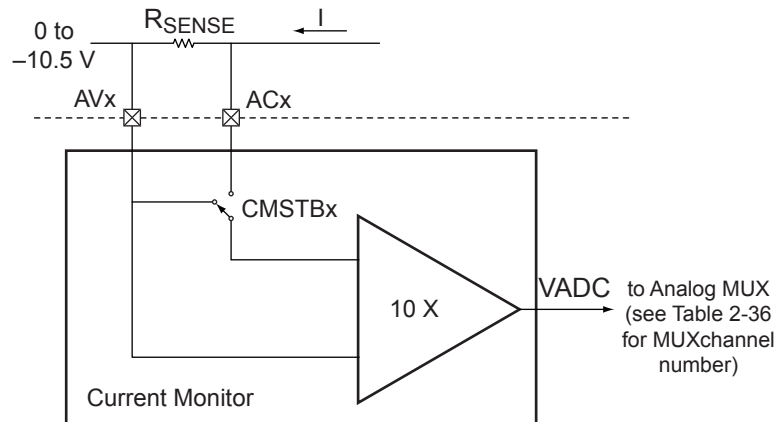 0 to
–10.5 V
RSENSE
I
AVx
ACx
CMSTBx
10 X
VADC
to Analog MUX
(see Table 2-36
for MUXchannel
number)
Current Monitor